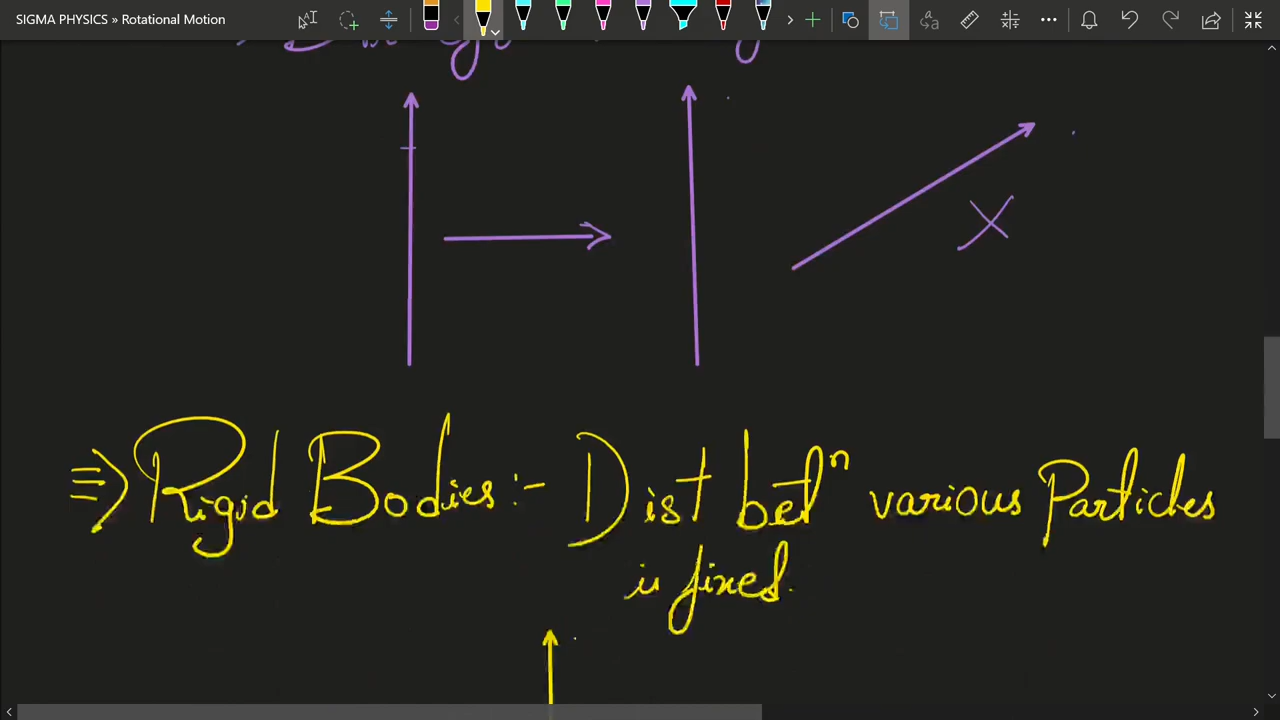 SIGMA PHYSICS » Rotational Motion
⇒ Rigid Bodies :- Dist betⁿ various Particles
is fixed.